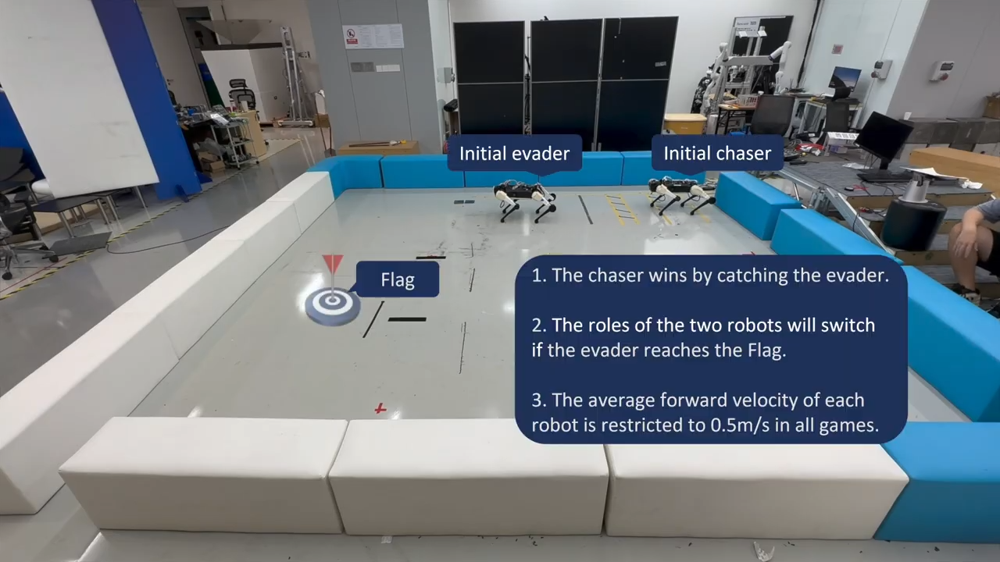 Initial evader
Initial chaser
Flag
1. The chaser wins by catching the evader.
2. The roles of the two robots will switch
if the evader reaches the Flag.
3. The average forward velocity of each
robot is restricted to 0.5m/s in all games.